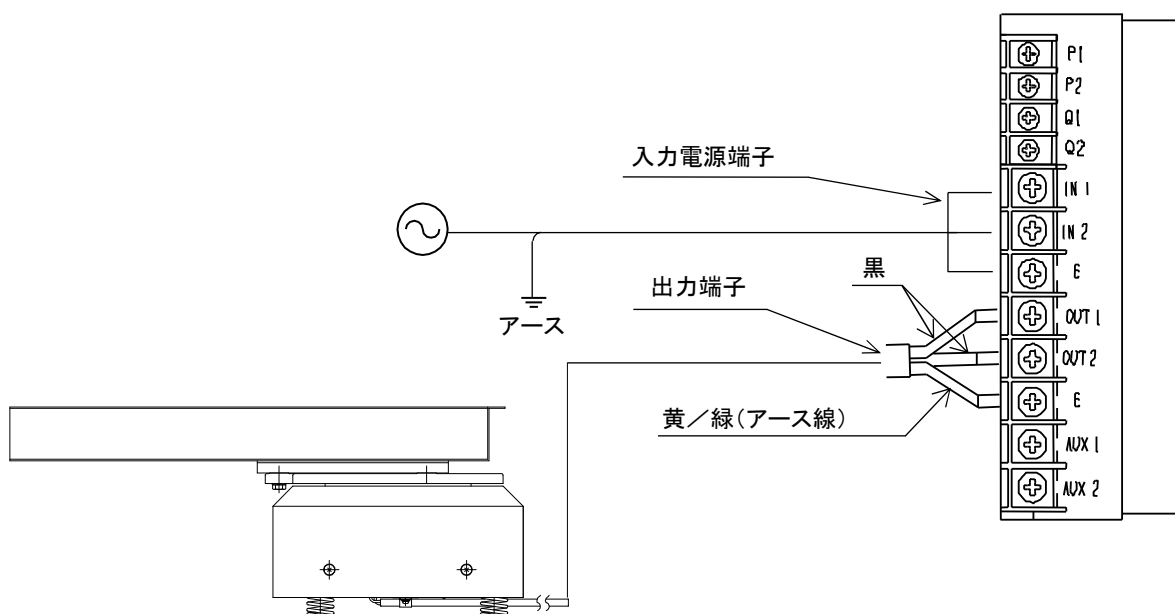 P1
P2
Q1
Q2
入力電源端子
IN 1
IN 2
黒
E
出力端子
アース
OUT 1
OUT 2
黄／緑(アース線)
E
AUX 1
AUX 2